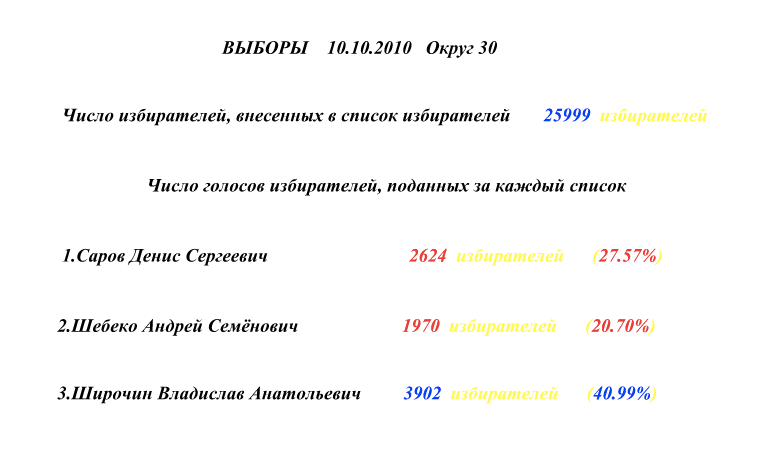 ВЫБОРЫ 10.10.2010 Округ 30
Число избирателей, внесенных в список избирателей 25999 избирателей
Число голосов избирателей, поданных за каждый список
1.Саров Денис Сергеевич 2624 избирателей (27.57%)
2.Шебеко Андрей Семёнович 1970 избирателей (20.70%)
3.Широчин Владислав Анатольевич 3902 избирателей (40.99%)